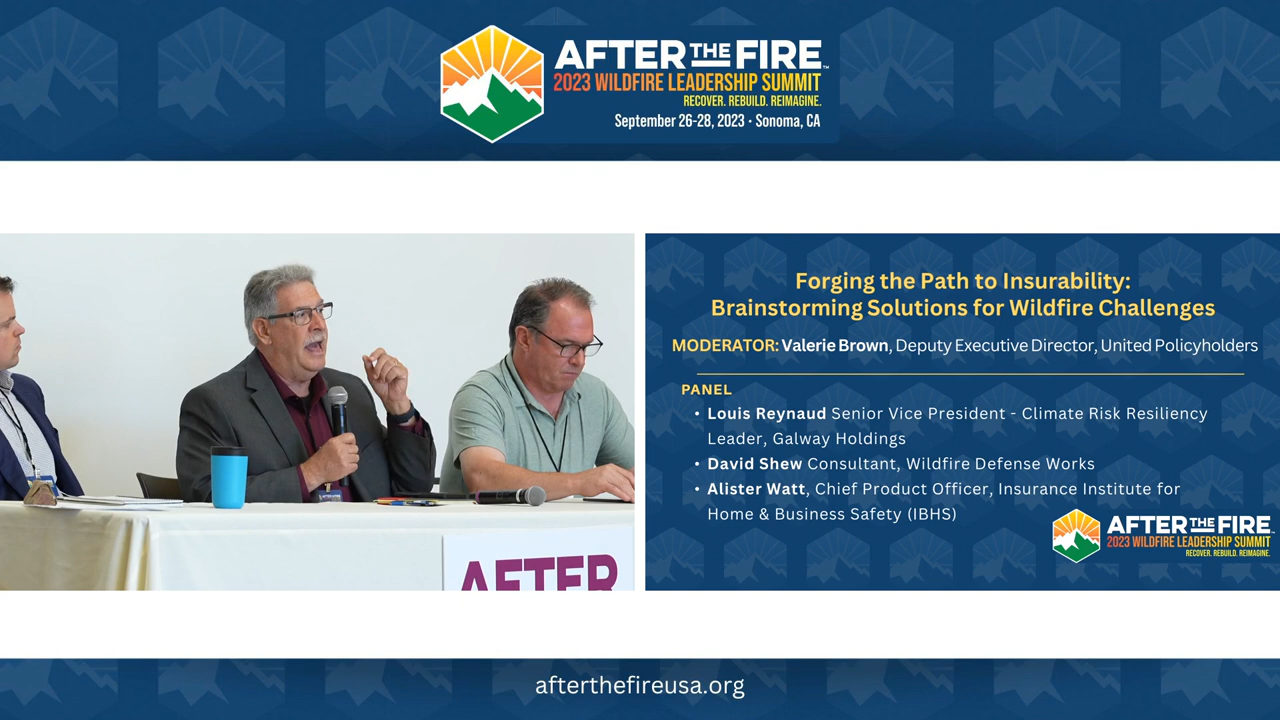 AFTER THE FIRE™
2023 WILDFIRE LEADERSHIP SUMMIT
RECOVER. REBUILD. REIMAGINE.
September 26-28, 2023 • Sonoma, CA
AFTER
Forging the Path to Insurability:
Brainstorming Solutions for Wildfire Challenges
MODERATOR: Valerie Brown, Deputy Executive Director, United Policyholders
PANEL
• Louis Reynaud Senior Vice President - Climate Risk Resiliency
Leader, Galway Holdings
• David Shew Consultant, Wildfire Defense Works
• Alister Watt, Chief Product Officer, Insurance Institute for
Home & Business Safety (IBHS)
AFTER THE FIRE™
2023 WILDFIRE LEADERSHIP SUMMIT
RECOVER. REBUILD. REIMAGINE.
afterthefireusa.org